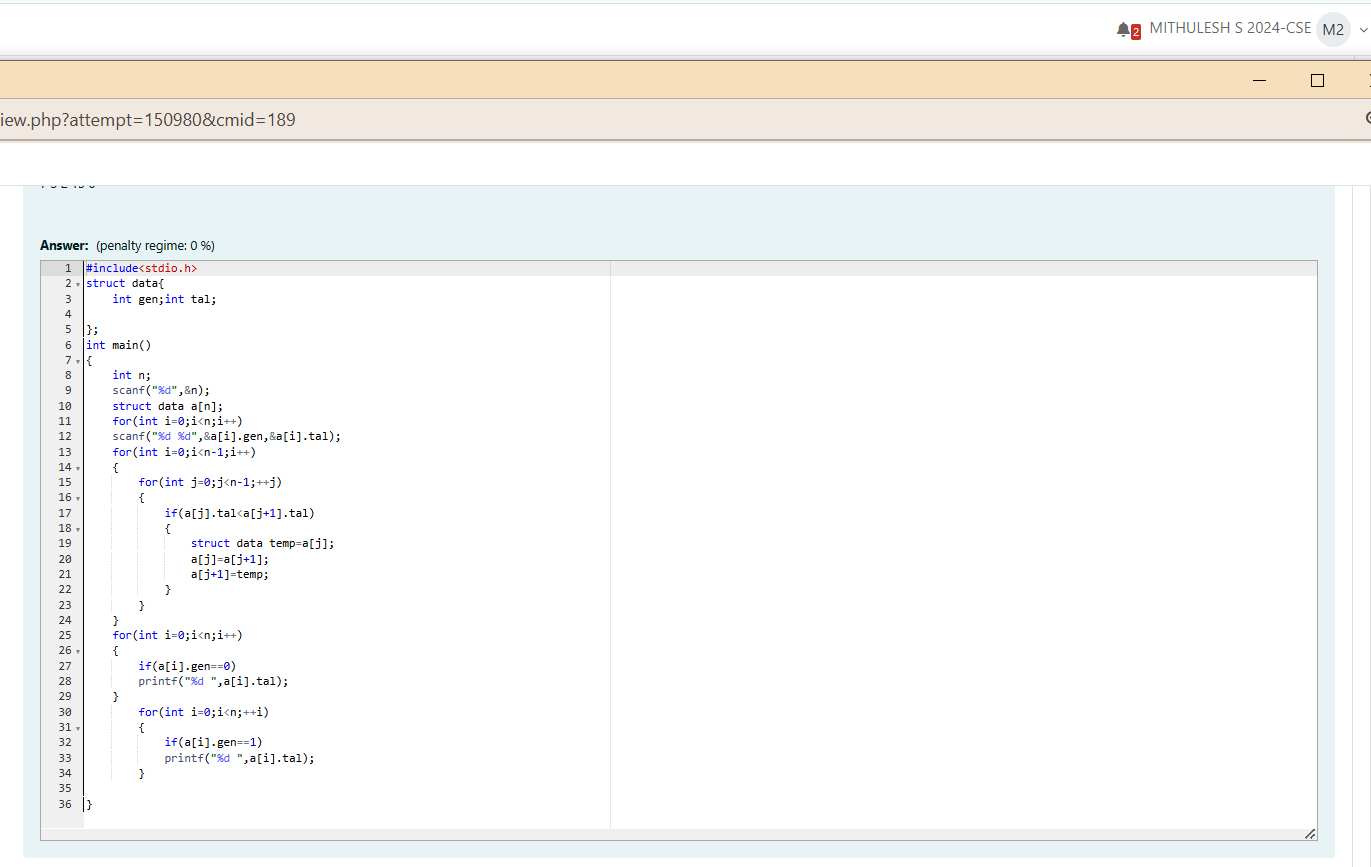 2 MITHULESH S 2024-CSE M2
iew.php?attempt=150980&cmid=189
Answer: (penalty regime: 0 %)
1 #include<stdio.h>
2 struct data{
3     int gen;int tal;
4
5 };
6 int main()
7 {
8     int n;
9     scanf("%d",&n);
10     struct data a[n];
11     for(int i=0;i<n;i++)
12     scanf("%d %d",&a[i].gen,&a[i].tal);
13     for(int i=0;i<n-1;i++)
14     {
15         for(int j=0;j<n-1;++j)
16         {
17             if(a[j].tal<a[j+1].tal)
18             {
19                 struct data temp=a[j];
20                 a[j]=a[j+1];
21                 a[j+1]=temp;
22             }
23         }
24     }
25     for(int i=0;i<n;i++)
26     {
27         if(a[i].gen==0)
28         printf("%d ",a[i].tal);
29     }
30         for(int i=0;i<n;++i)
31         {
32             if(a[i].gen==1)
33             printf("%d ",a[i].tal);
34         }
35
36 }